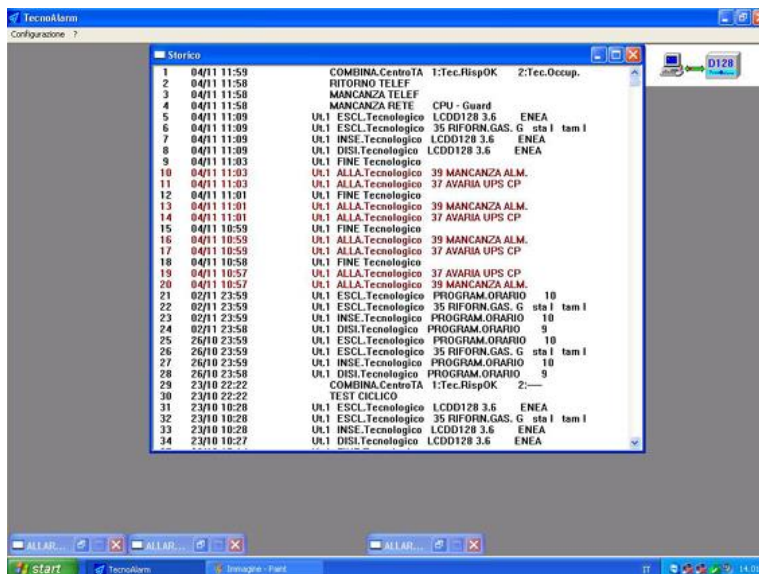 TecnoAlarm
Configurazione ?
Storico
D128
1 04/11 11:59 COMBINA.CentroTA 1:Tec.RispOK 2:Tec.Occup.
2 04/11 11:58 RITORNO TELEF
3 04/11 11:58 MANCANZA TELEF
4 04/11 11:58 MANCANZA RETE CPU - Guard
5 04/11 11:09 Ut.1 ESCL.Tecnologico LCDD128 3.6 ENEA
6 04/11 11:09 Ut.1 ESCL.Tecnologico 35 RIFORN.GAS. G sta l tam l
7 04/11 11:09 Ut.1 INSE.Tecnologico LCDD128 3.6 ENEA
8 04/11 11:09 Ut.1 DISI.Tecnologico LCDD128 3.6 ENEA
9 04/11 11:03 Ut.1 FINE Tecnologico
10 04/11 11:03 Ut.1 ALLA.Tecnologico 39 MANCANZA ALM.
11 04/11 11:03 Ut.1 ALLA.Tecnologico 37 AVARIA UPS CP
12 04/11 11:01 Ut.1 FINE Tecnologico
13 04/11 11:01 Ut.1 ALLA.Tecnologico 39 MANCANZA ALM.
14 04/11 11:01 Ut.1 ALLA.Tecnologico 37 AVARIA UPS CP
15 04/11 10:59 Ut.1 FINE Tecnologico
16 04/11 10:59 Ut.1 ALLA.Tecnologico 39 MANCANZA ALM.
17 04/11 10:59 Ut.1 ALLA.Tecnologico 37 AVARIA UPS CP
18 04/11 10:58 Ut.1 FINE Tecnologico
19 04/11 10:57 Ut.1 ALLA.Tecnologico 37 AVARIA UPS CP
20 04/11 10:57 Ut.1 ALLA.Tecnologico 39 MANCANZA ALM.
21 02/11 23:59 Ut.1 ESCL.Tecnologico PROGRAM.ORARIO 10
22 02/11 23:59 Ut.1 ESCL.Tecnologico 35 RIFORN.GAS. G sta l tam l
23 02/11 23:59 Ut.1 INSE.Tecnologico PROGRAM.ORARIO 10
24 02/11 23:58 Ut.1 DISI.Tecnologico PROGRAM.ORARIO 9
25 26/10 23:59 Ut.1 ESCL.Tecnologico PROGRAM.ORARIO 10
26 26/10 23:59 Ut.1 ESCL.Tecnologico 35 RIFORN.GAS. G sta l tam l
27 26/10 23:59 Ut.1 INSE.Tecnologico PROGRAM.ORARIO 10
28 26/10 23:58 Ut.1 DISI.Tecnologico PROGRAM.ORARIO 9
29 23/10 22:22 COMBINA.CentroTA 1:Tec.RispOK 2:----
30 23/10 22:22 TEST CICLICO
31 23/10 10:28 Ut.1 ESCL.Tecnologico LCDD128 3.6 ENEA
32 23/10 10:28 Ut.1 ESCL.Tecnologico 35 RIFORN.GAS. G sta l tam l
33 23/10 10:28 Ut.1 INSE.Tecnologico LCDD128 3.6 ENEA
34 23/10 10:27 Ut.1 DISI.Tecnologico LCDD128 3.6 ENEA
ALLAR... ALLAR... ALLAR...
start TecnoAlarm Immagine - Paint IT 14.01